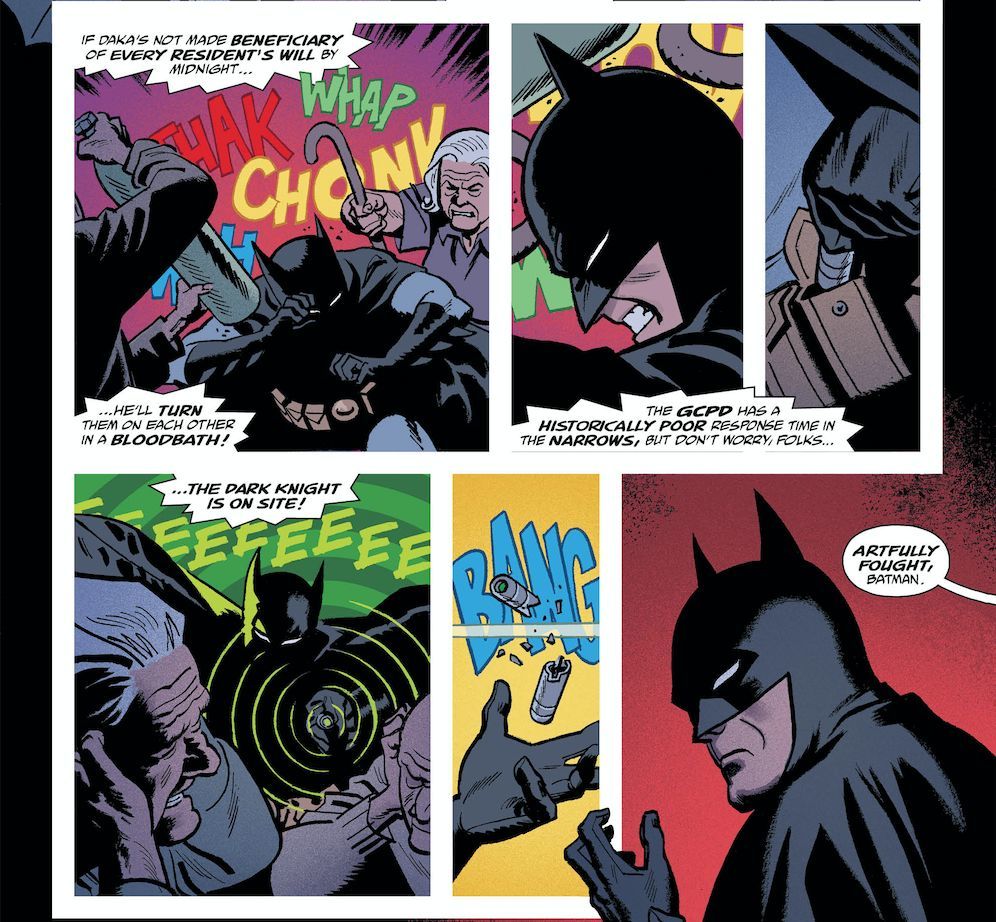 IF DAKA'S NOT MADE BENEFICIARY
OF EVERY RESIDENT'S WILL BY
MIDNIGHT...
THAK
WHAP
CHONK
...HE'LL TURN
THEM ON EACH OTHER
IN A BLOODBATH!
THE GCPD HAS A
HISTORICALLY POOR RESPONSE TIME IN
THE NARROWS, BUT DON'T WORRY, FOLKS...
...THE DARK KNIGHT
IS ON SITE!
EEEEEEEE
BANG
ARTFULLY
FOUGHT,
BATMAN.